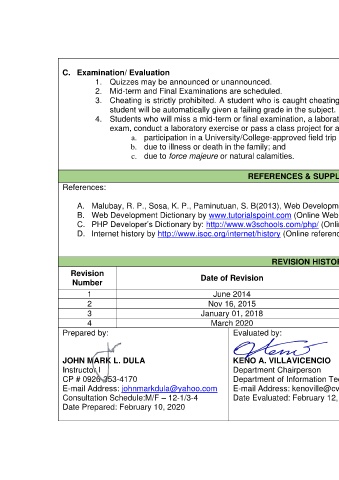 C. Examination/ Evaluation
1. Quizzes may be announced or unannounced.
2. Mid-term and Final Examinations are scheduled.
3. Cheating is strictly prohibited. A student who is caught cheating
student will be automatically given a failing grade in the subject.
4. Students who will miss a mid-term or final examination, a laborat
exam, conduct a laboratory exercise or pass a class project for a
a. participation in a University/College-approved field trip
b. due to illness or death in the family; and
c. due to force majeure or natural calamities.
REFERENCES & SUPPL
References:
A. Malubay, R. P., Sosa, K. P., Paminutuan, S. B(2013), Web Developm
B. Web Development Dictionary by www.tutorialspoint.com (Online Web
C. PHP Developer's Dictionary by: http://www.w3schools.com/php/ (Onli
D. Internet history by http://www.isoc.org/internet/history (Online referenc
REVISION HISTOR
Revision Number Date of Revision
1 June 2014
2 Nov 16, 2015
3 January 01, 2018
4 March 2020
Prepared by: Evaluated by:
JOHN MARK L. DULA KENO A. VILLAVICENCIO
Instructor I Department Chairperson
CP # 0926-353-4170 Department of Information Tec
E-mail Address: johnmarkdula@yahoo.com E-mail Address: kenoville@cv
Consultation Schedule:M/F – 12-1/3-4 Date Evaluated: February 12,
Date Prepared: February 10, 2020